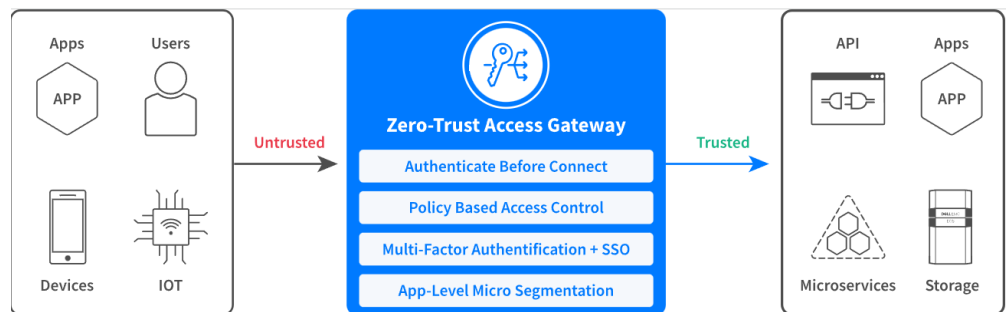 Apps
Users
APP
Devices
IOT
Untrusted
Zero-Trust Access Gateway
Authenticate Before Connect
Policy Based Access Control
Multi-Factor Authentification + SSO
App-Level Micro Segmentation
Trusted
API
Apps
APP
Microservices
Storage